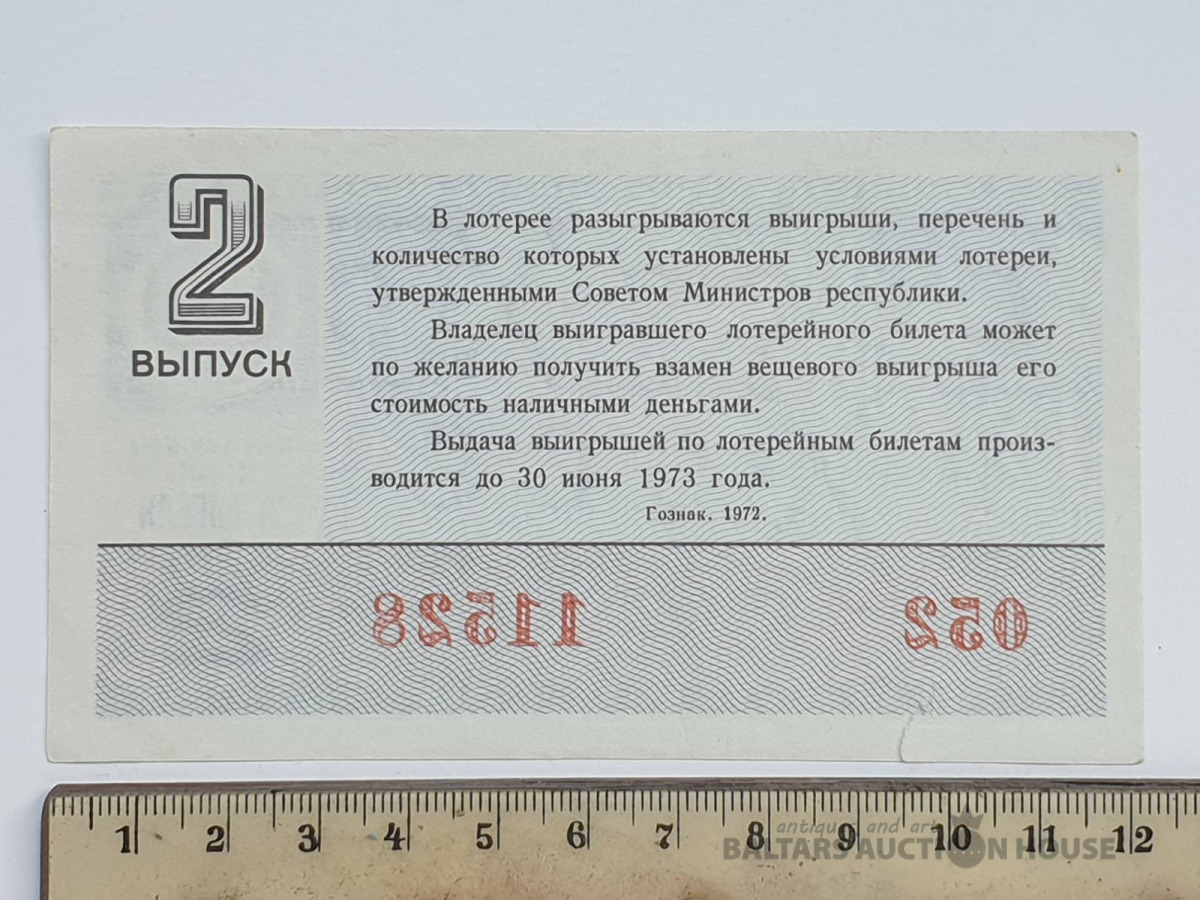 2
ВЫПУСК
В лотерее разыгрываются выигрыши, перечень и
количество которых установлены условиями лотереи,
утвержденными Советом Министров республики.
Владелец выигравшего лотерейного билета может
по желанию получить взамен вещевого выигрыша его
стоимость наличными деньгами.
Выдача выигрышей по лотерейным билетам произ-
водится до 30 июня 1973 года.
Гознак. 1972.
11528 052
1 2 3 4 5 6 7 8 9 10 11 12
antiques and art
BALTARS AUCTION HOUSE